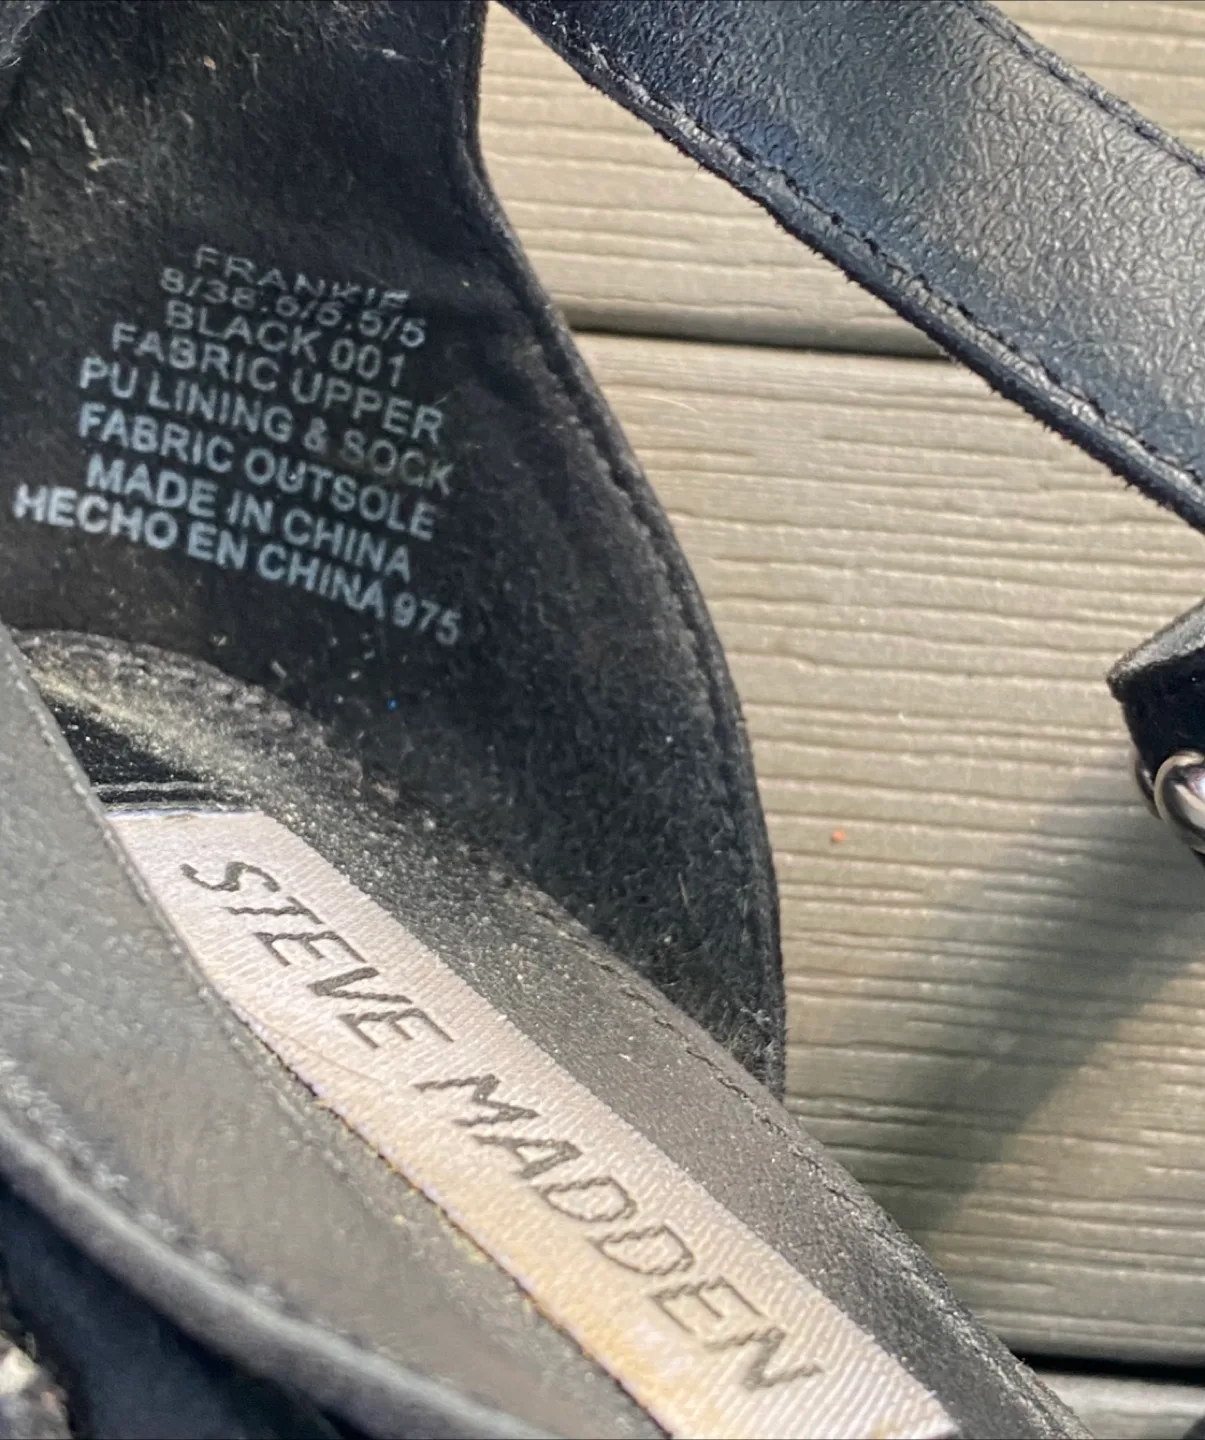 FRANKIE
8/38.5/5.5/5
BLACK 001
FABRIC UPPER
PU LINING & SOCK
FABRIC OUTSOLE
MADE IN CHINA
HECHO EN CHINA 975
STEVE MADDEN